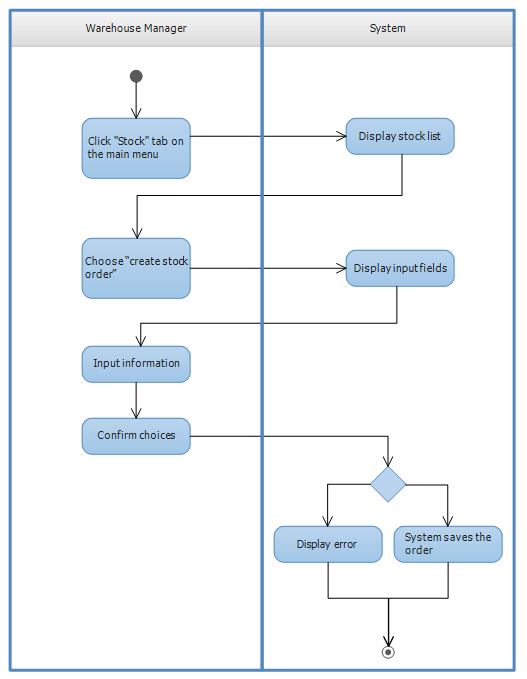 Warehouse Manager
System
Click "Stock" tab on
the main menu
Display stock list
Choose “create stock
order”
Display input fields
Input information
Confirm choices
Display error
System saves the
order